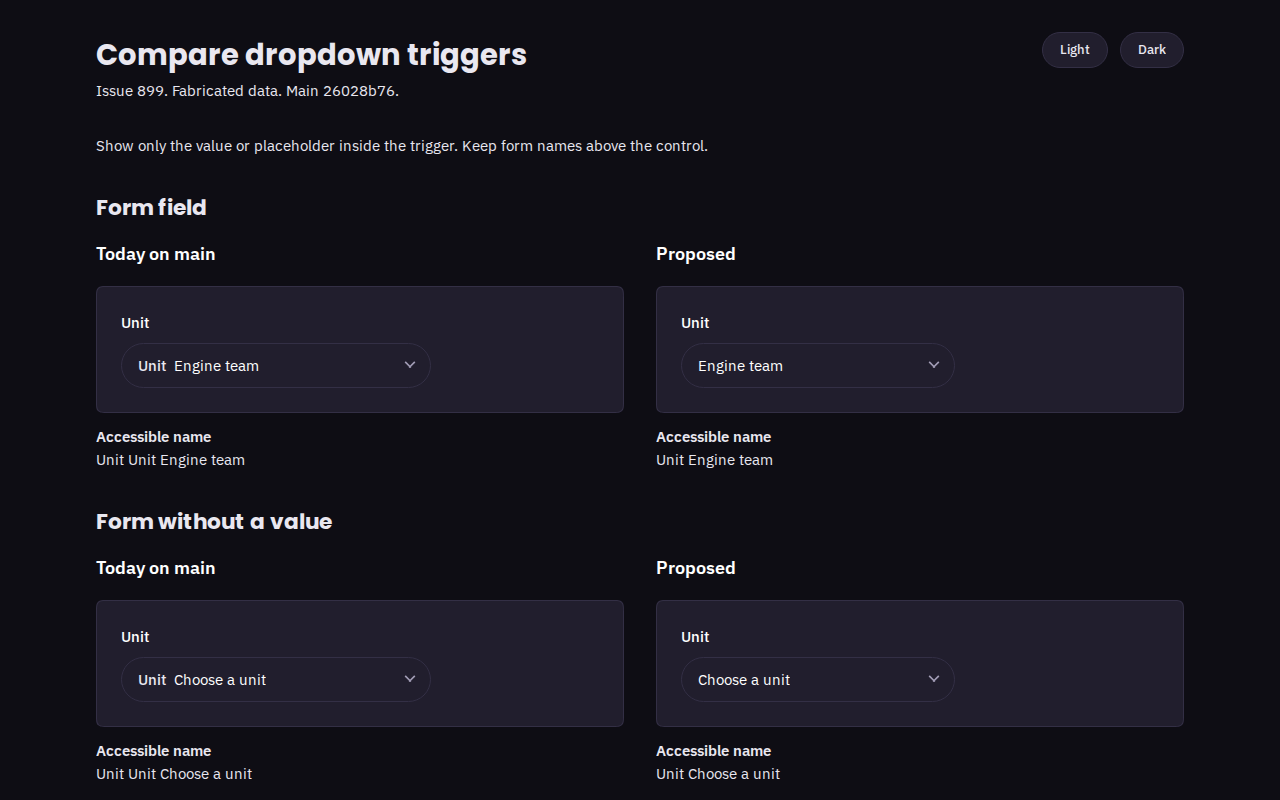 Compare dropdown triggers
Light
Dark
Issue 899. Fabricated data. Main 26028b76.
Show only the value or placeholder inside the trigger. Keep form names above the control.
Form field
Today on main
Proposed
Unit
Unit
Unit Engine team
Engine team
Accessible name
Accessible name
Unit Unit Engine team
Unit Engine team
Form without a value
Today on main
Proposed
Unit
Unit
Unit Choose a unit
Choose a unit
Accessible name
Accessible name
Unit Unit Choose a unit
Unit Choose a unit